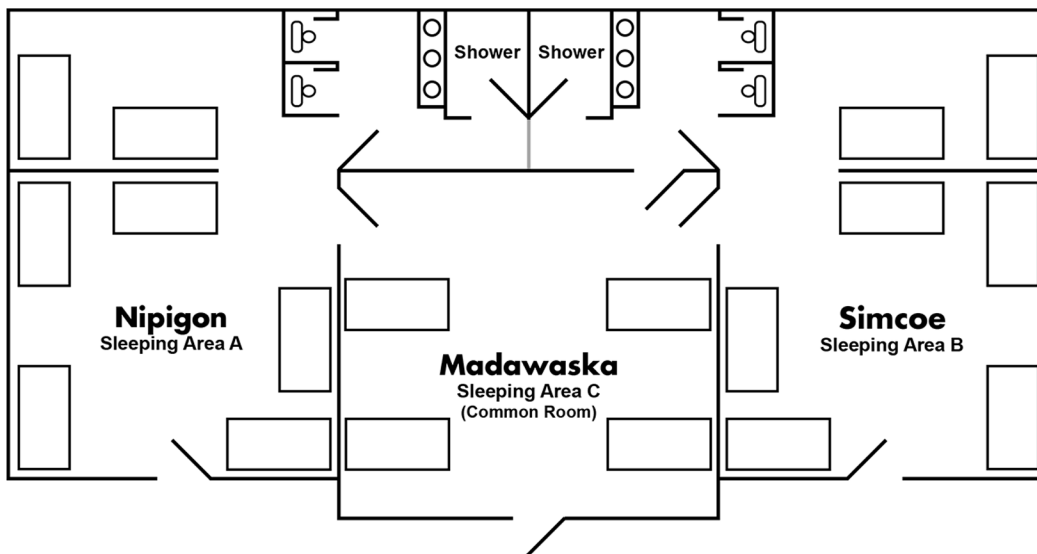 Shower
Shower
Nipigon
Sleeping Area A
Simcoe
Sleeping Area B
Madawaska
Sleeping Area C
(Common Room)